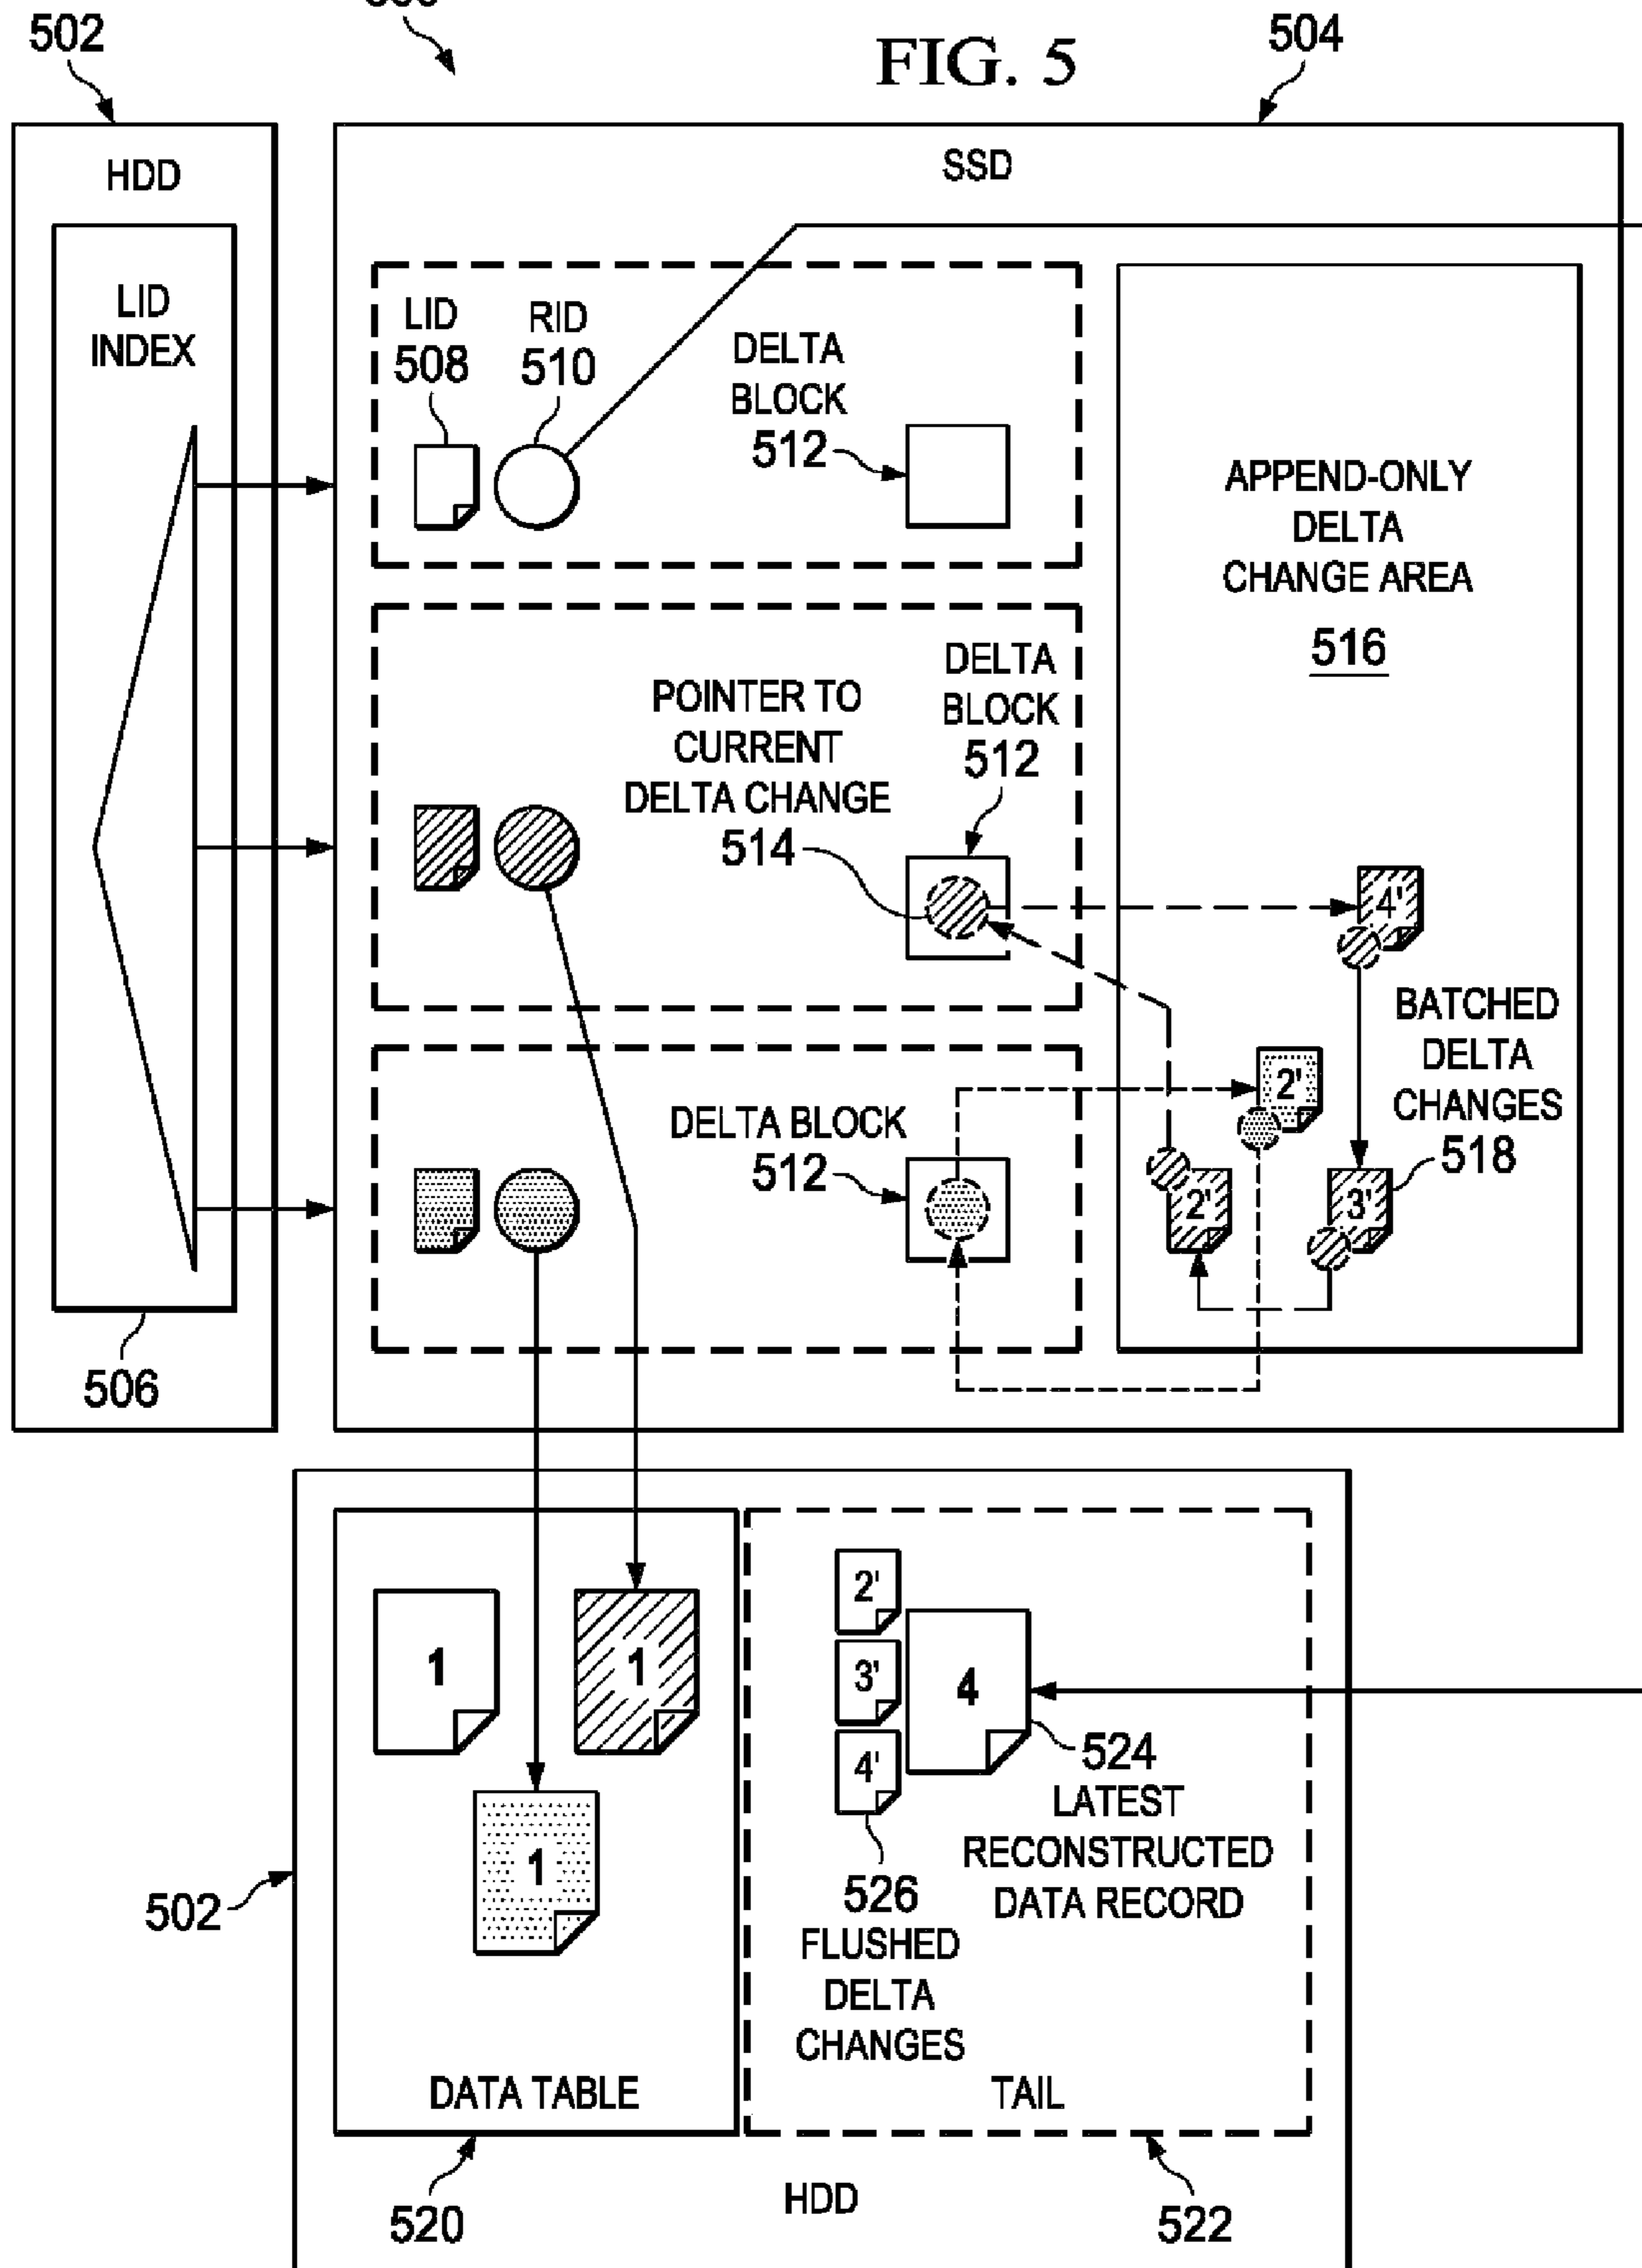 502
FIG. 5
504
HDD
SSD
LID
INDEX
506
LID
508
RID
510
DELTA
BLOCK
512
APPEND-ONLY
DELTA
CHANGE AREA
516
POINTER TO
CURRENT
DELTA CHANGE
514
DELTA
BLOCK
512
4'
BATCHED
DELTA
CHANGES
518
2'
2'
3'
DELTA BLOCK
512
1
1
1
2'
3'
4'
4
524
LATEST
RECONSTRUCTED
DATA RECORD
526
FLUSHED
DELTA
CHANGES
502
DATA TABLE
TAIL
520
HDD
522